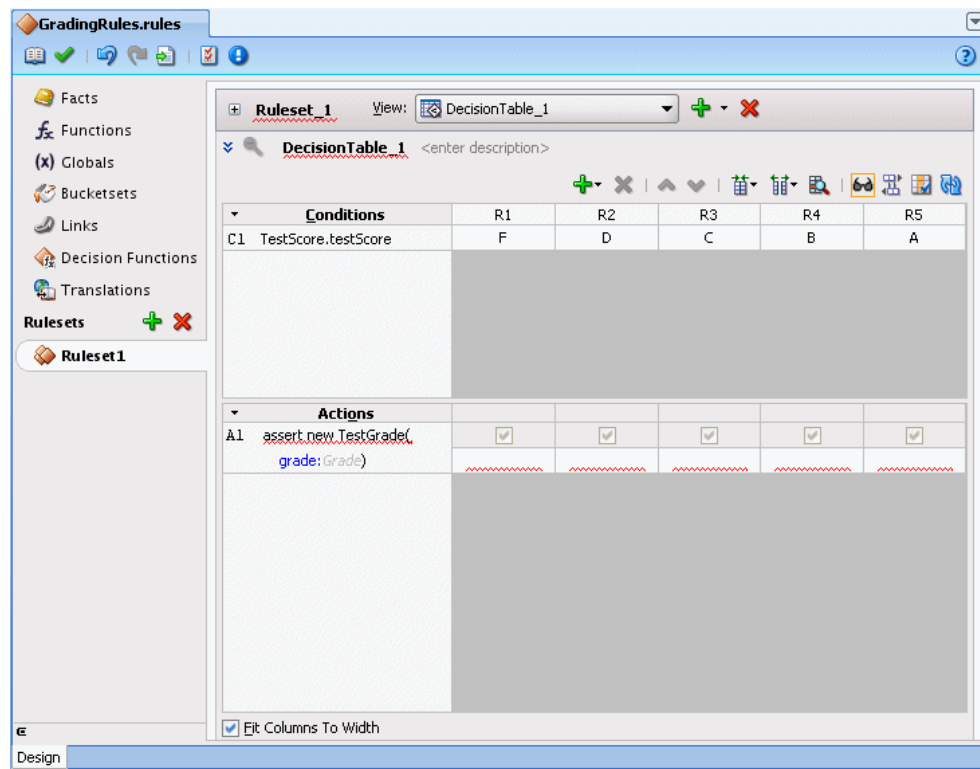 GradingRules.rules
Facts
Functions
(x) Globals
Bucketsets
Links
Decision Functions
Translations
Rulesets
Ruleset1
Ruleset_1 View: DecisionTable_1
DecisionTable_1 <enter description>
Conditions R1 R2 R3 R4 R5
C1 TestScore.testScore F D C B A
Actions
A1 assert new TestGrade(
grade:Grade)
Fit Columns To Width
Design